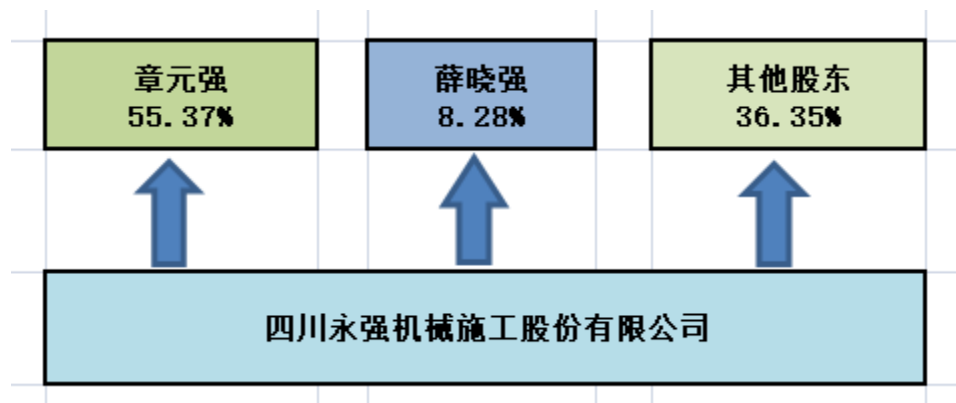 章元强
55.37%
薛晓强
8.28%
其他股东
36.35%
四川永强机械施工股份有限公司